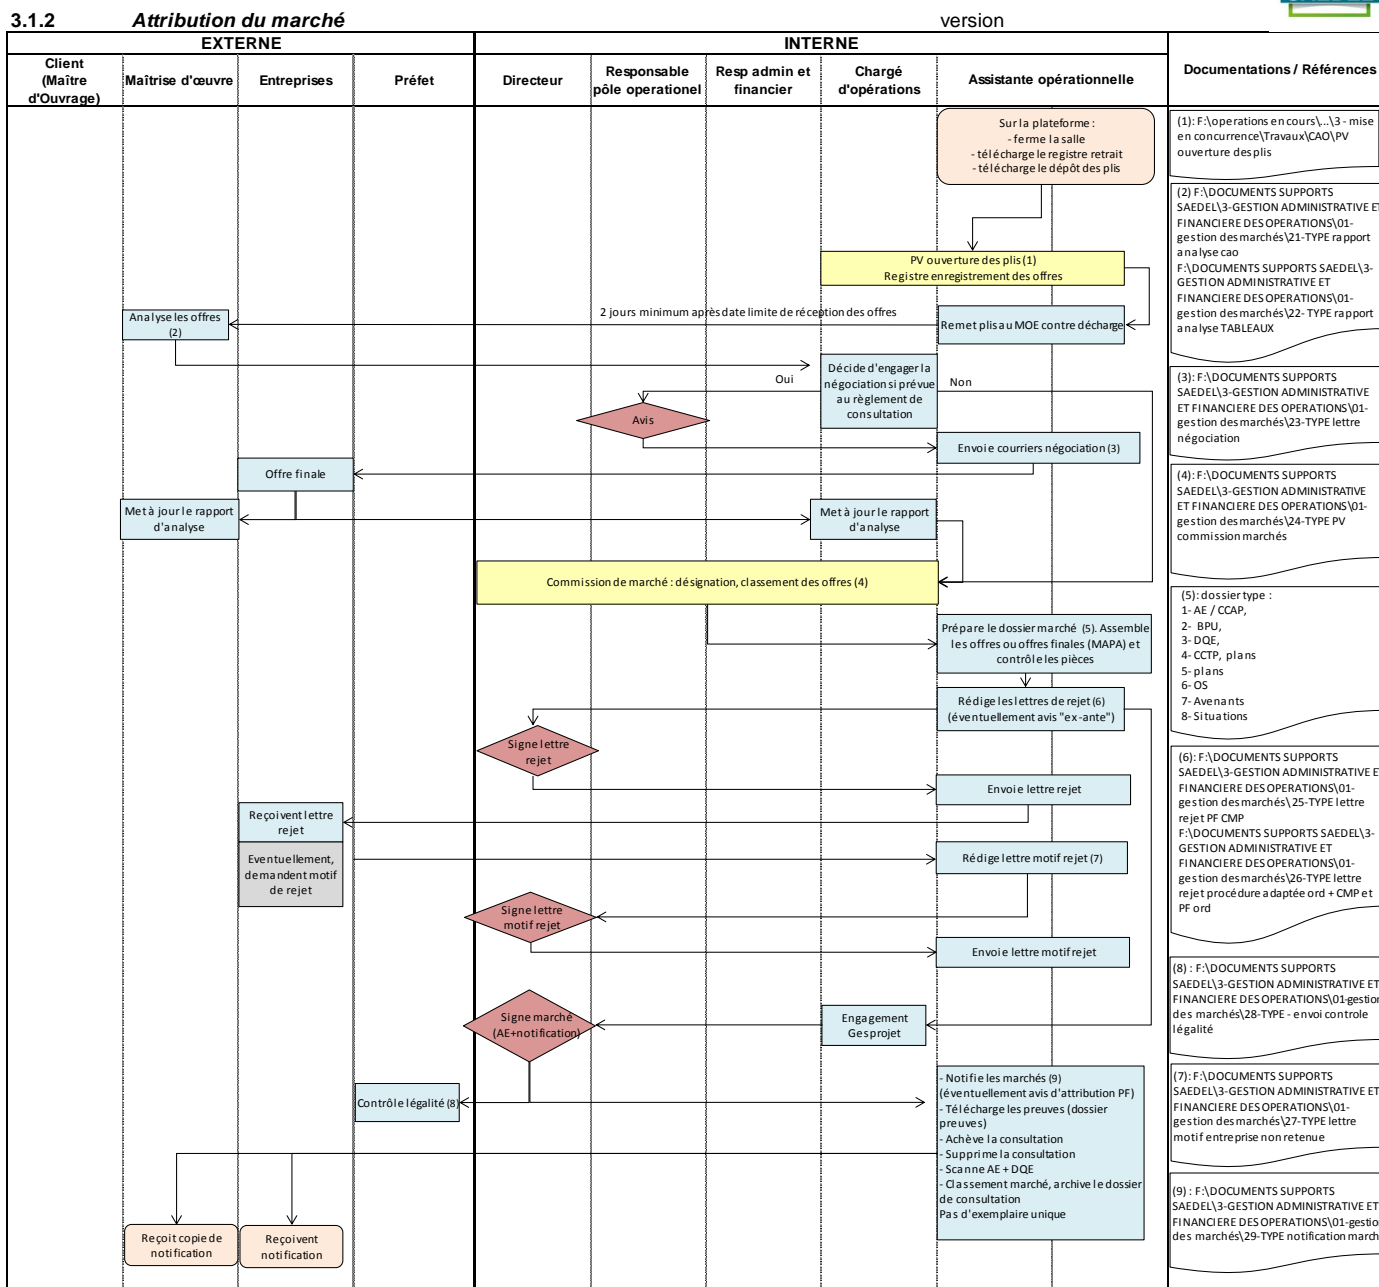 3.1.2 Attribution du marché version
EXTERNE
INTERNE
Client
(Maître
d'Ouvrage)
Maîtrise d'œuvre
Entreprises
Préfet
Directeur
Responsable
pôle operationel
Resp admin et
financier
Chargé
d'opérations
Assistante opérationnelle
Documentations / Références
Sur la plateforme :
- ferme la salle
- télécharge le registre retrait
- télécharge le dépôt des plis
PV ouverture des plis (1)
Registre enregistrement des offres
2 jours minimum après date limite de réception des offres
Analyse les offres
(2)
Remet plis au MOE contre décharge
Décide d'engager la
négociation si prévue
au règlement de
consultation
Oui
Non
Avis
Envoie courriers négociation (3)
Offre finale
Met à jour le rapport
d'analyse
Met à jour le rapport
d'analyse
Commission de marché : désignation, classement des offres (4)
Prépare le dossier marché (5). Assemble
les offres ou offres finales (MAPA) et
contrôle les pièces
Rédige les lettres de rejet (6)
(éventuellement avis "ex-ante")
Signe lettre
rejet
Envoie lettre rejet
Reçoivent lettre
rejet
Eventuellement,
demandent motif
de rejet
Rédige lettre motif rejet (7)
Signe lettre
motif rejet
Envoie lettre motif rejet
Signe marché
(AE+notification)
Engagement
Gesprojet
Contrôle légalité (8)
- Notifie les marchés (9)
(éventuellement avis d'attribution PF)
- Télécharge les preuves (dossier
preuves)
- Achève la consultation
- Supprime la consultation
- Scanne AE + DQE
- Classement marché, archive le dossier
de consultation
Pas d'exemplaire unique
Reçoit copie de
notification
Reçoivent
notification
(1): F:\operations en cours\...\3 - mise
en concurrence\Travaux\CAO\PV
ouverture des plis
(2) F:\DOCUMENTS SUPPORTS
SAEDEL\3-GESTION ADMINISTRATIVE ET
FINANCIERE DES OPERATIONS\01-
gestion des marchés\21-TYPE rapport
analyse cao
F:\DOCUMENTS SUPPORTS SAEDEL\3-
GESTION ADMINISTRATIVE ET
FINANCIERE DES OPERATIONS\01-
gestion des marchés\22- TYPE rapport
analyse TABLEAUX
(3): F:\DOCUMENTS SUPPORTS
SAEDEL\3-GESTION ADMINISTRATIVE
ET FINANCIERE DES OPERATIONS\01-
gestion des marchés\23-TYPE lettre
négociation
(4): F:\DOCUMENTS SUPPORTS
SAEDEL\3-GESTION ADMINISTRATIVE
ET FINANCIERE DES OPERATIONS\01-
gestion des marchés\24-TYPE PV
commission marchés
(5): dossier type :
1- AE / CCAP,
2- BPU,
3- DQE,
4- CCTP, plans
5- plans
6- OS
7- Avenants
8- Situations
(6): F:\DOCUMENTS SUPPORTS
SAEDEL\3-GESTION ADMINISTRATIVE ET
FINANCIERE DES OPERATIONS\01-
gestion des marchés\25-TYPE lettre
rejet PF CMP
F:\DOCUMENTS SUPPORTS SAEDEL\3-
GESTION ADMINISTRATIVE ET
FINANCIERE DES OPERATIONS\01-
gestion des marchés\26-TYPE lettre
rejet procédure adaptée ord + CMP et
PF ord
(8) : F:\DOCUMENTS SUPPORTS
SAEDEL\3-GESTION ADMINISTRATIVE ET
FINANCIERE DES OPERATIONS\01-gestion
des marchés\28-TYPE - envoi controle
légalité
(7): F:\DOCUMENTS SUPPORTS
SAEDEL\3-GESTION ADMINISTRATIVE ET
FINANCIERE DES OPERATIONS\01-
gestion des marchés\27-TYPE lettre
motif entreprise non retenue
(9) : F:\DOCUMENTS SUPPORTS
SAEDEL\3-GESTION ADMINISTRATIVE ET
FINANCIERE DES OPERATIONS\01-gestion
des marchés\29-TYPE notification march